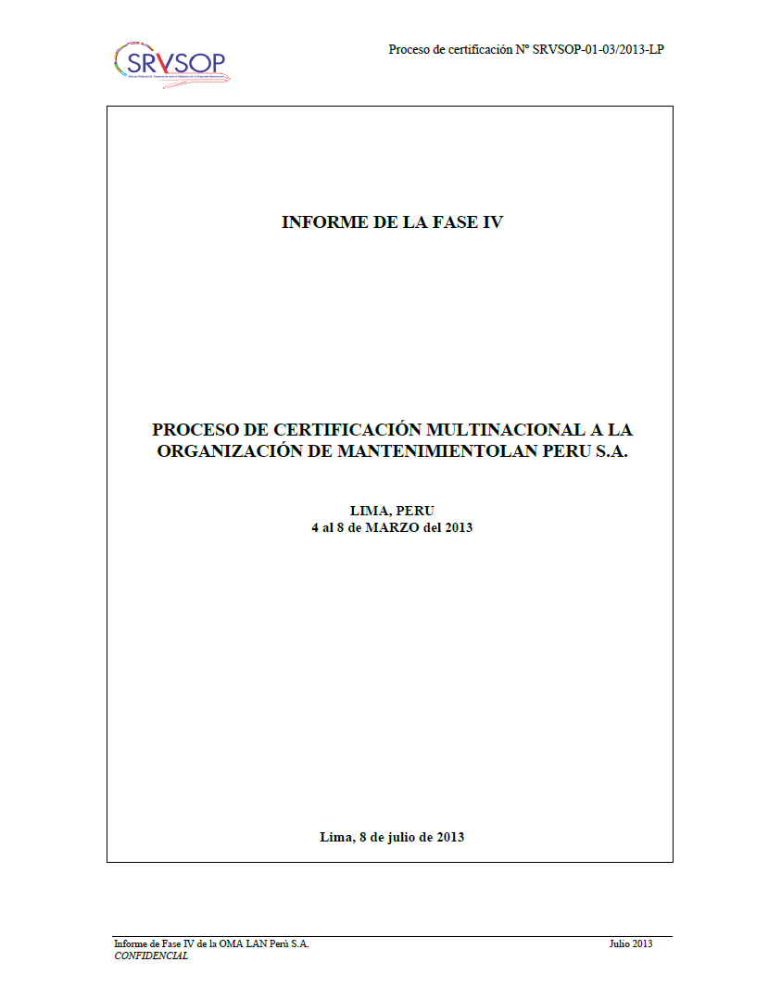 SRVSOP
Proceso de certificación Nº SRVSOP-01-03/2013-LP
INFORME DE LA FASE IV
PROCESO DE CERTIFICACIÓN MULTINACIONAL A LA
ORGANIZACIÓN DE MANTENIMIENTOLAN PERU S.A.
LIMA, PERU
4 al 8 de MARZO del 2013
Lima, 8 de julio de 2013
Informe de Fase IV de la OMA LAN Perú S.A.
Julio 2013
CONFIDENCIAL